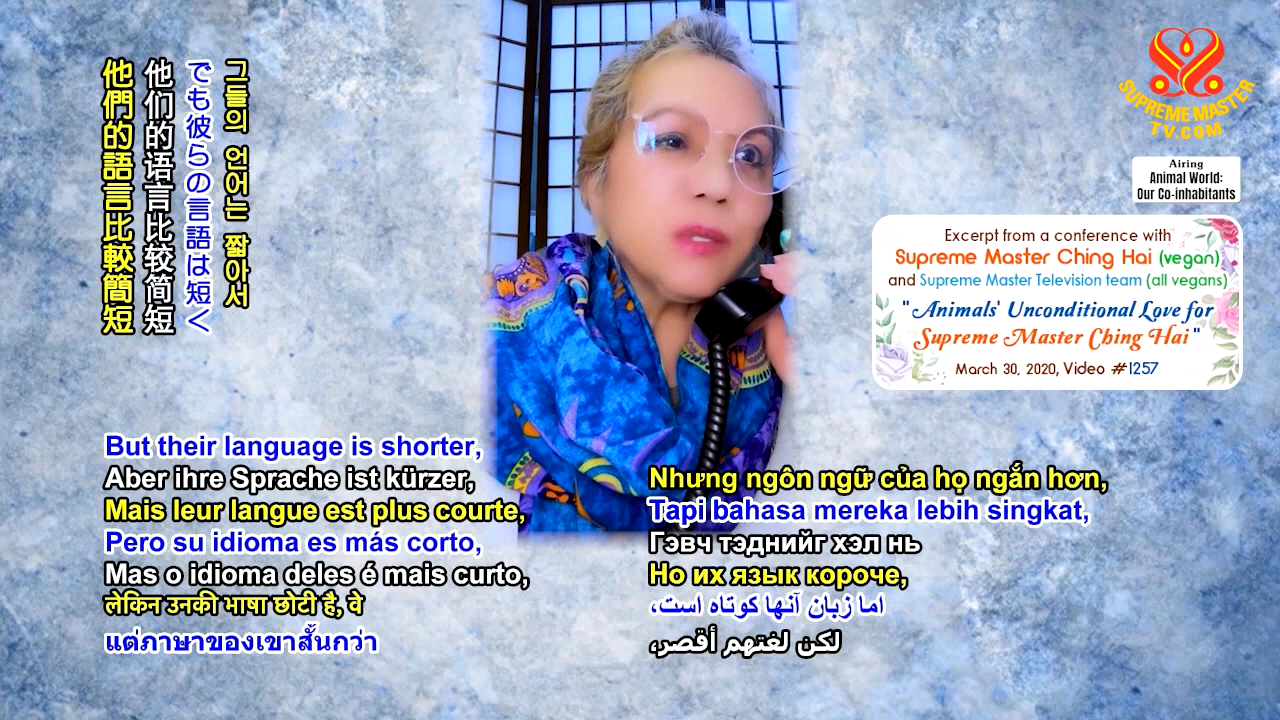 他們的語言比較簡短
他们的语言比较简短
でも彼らの言語は短く
그들의 언어는 짧아서
SUPREME MASTER
TV.COM
Airing
Animal World:
Our Co-inhabitants
Excerpt from a conference with
Supreme Master Ching Hai (vegan)
and Supreme Master Television team (all vegans)
"Animals' Unconditional Love for
Supreme Master Ching Hai"
March 30, 2020, Video #1257
But their language is shorter,
Aber ihre Sprache ist kürzer,
Mais leur langue est plus courte,
Pero su idioma es más corto,
Mas o idioma deles é mais curto,
लेकिन उनकी भाषा छोटी है, वे
แต่ภาษาของเขาสั้นกว่า
Nhưng ngôn ngữ của họ ngắn hơn,
Tapi bahasa mereka lebih singkat,
Гэвч тэднийг хэл нь
Но их язык короче,
اما زبان آنها کوتاه است،
لكن لغتهم أقصر،